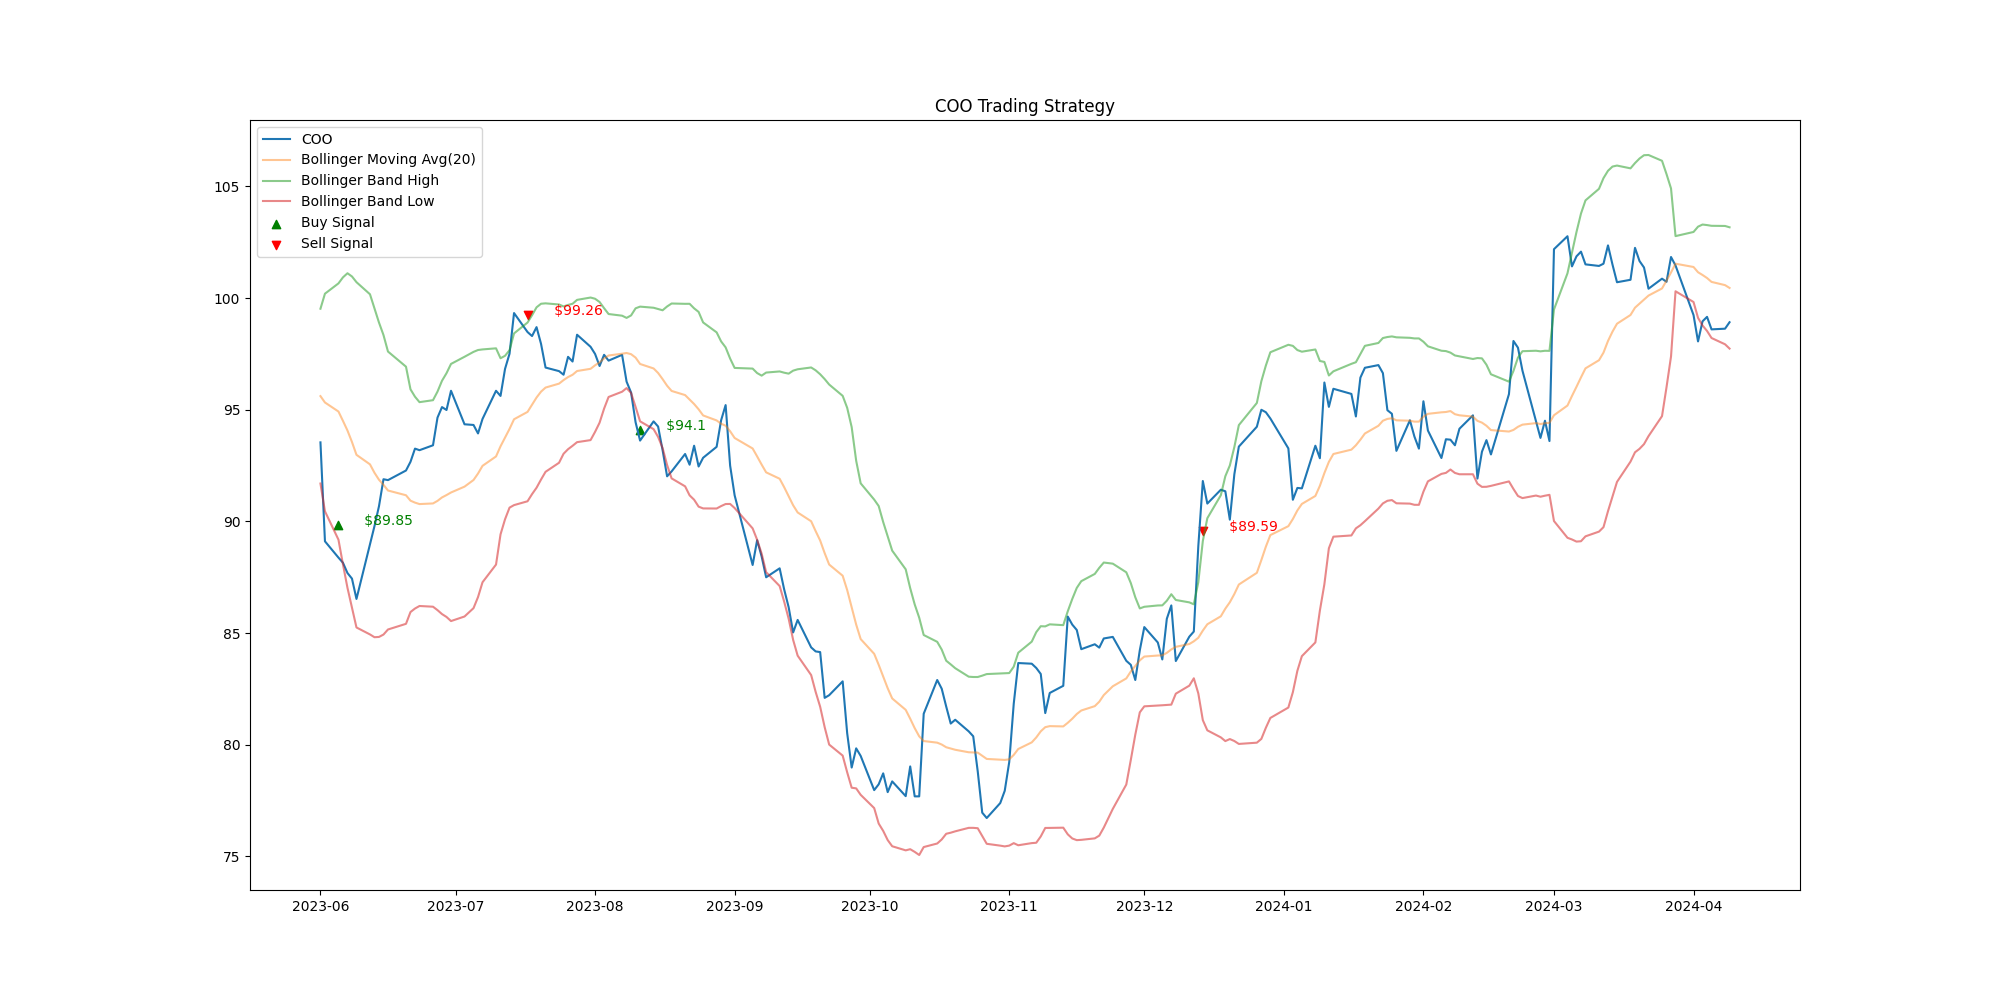 COO Trading Strategy
COO
Bollinger Moving Avg(20)
Bollinger Band High
Bollinger Band Low
Buy Signal
Sell Signal
105
100
95
90
85
80
75
$99.26
$94.1
$89.85
$89.59
2023-06 2023-07 2023-08 2023-09 2023-10 2023-11 2023-12 2024-01 2024-02 2024-03 2024-04